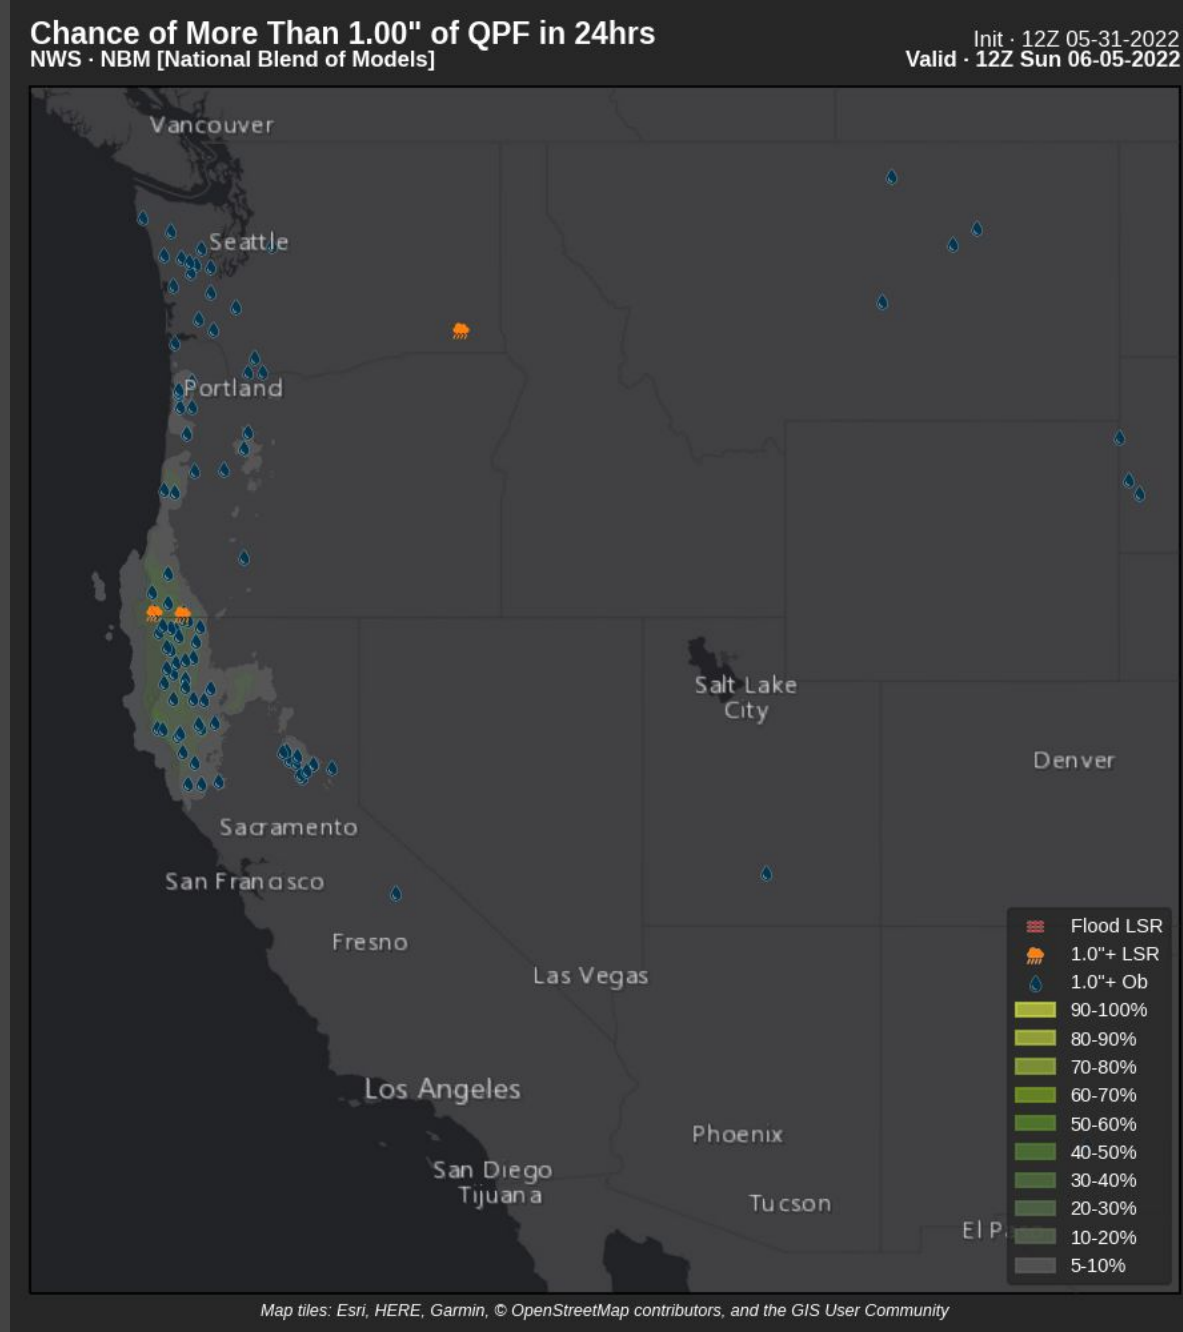 Chance of More Than 1.00" of QPF in 24hrs
NWS · NBM [National Blend of Models]
Init · 12Z 05-31-2022
Valid · 12Z Sun 06-05-2022
Vancouver
Seattle
Portland
Salt Lake
City
Denver
Sacramento
San Francisco
Fresno
Las Vegas
Los Angeles
Phoenix
San Diego
Tijuana
Tucson
El
Flood LSR
1.0"+ LSR
1.0"+ Ob
90-100%
80-90%
70-80%
60-70%
50-60%
40-50%
30-40%
20-30%
10-20%
5-10%
Map tiles: Esri, HERE, Garmin, © OpenStreetMap contributors, and the GIS User Community